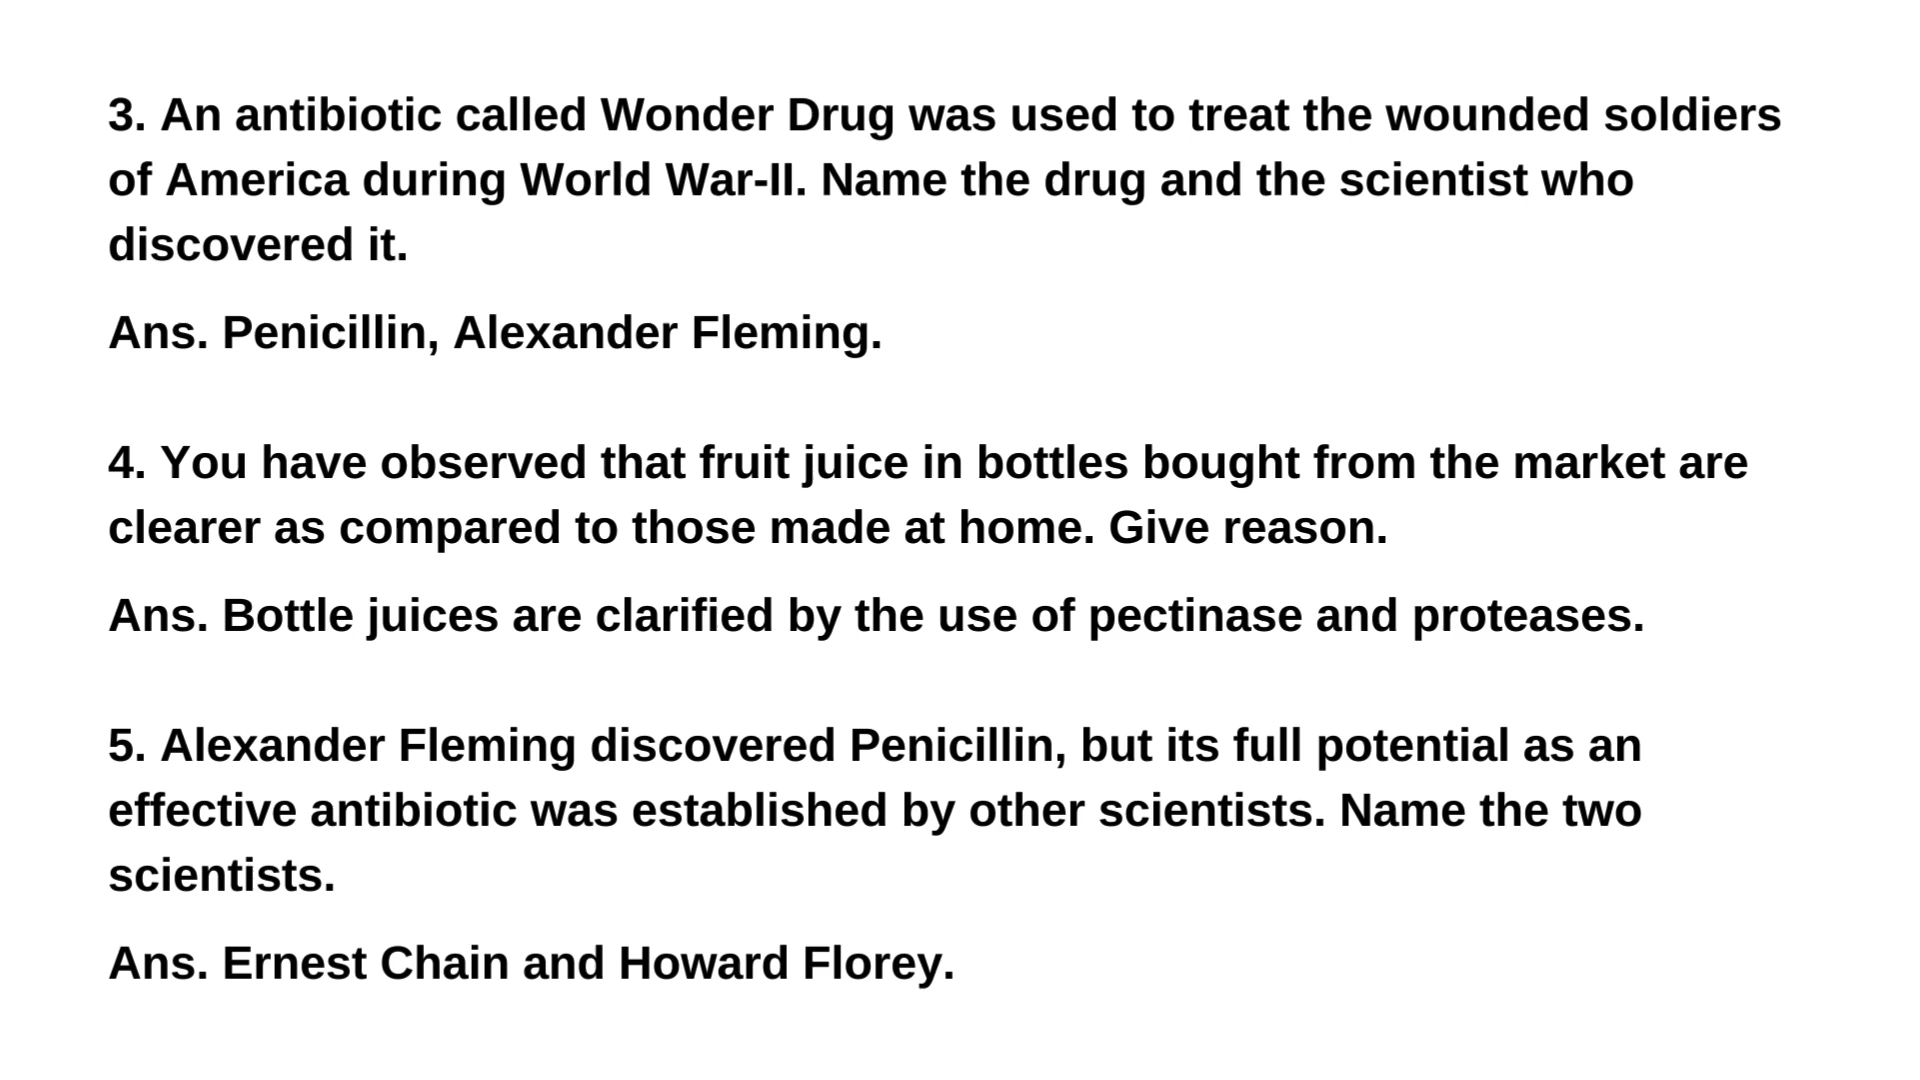 3. An antibiotic called Wonder Drug was used to treat the wounded soldiers
of America during World War-II. Name the drug and the scientist who
discovered it.
Ans. Penicillin, Alexander Fleming.
4. You have observed that fruit juice in bottles bought from the market are
clearer as compared to those made at home. Give reason.
Ans. Bottle juices are clarified by the use of pectinase and proteases.
5. Alexander Fleming discovered Penicillin, but its full potential as an
effective antibiotic was established by other scientists. Name the two
scientists.
Ans. Ernest Chain and Howard Florey.